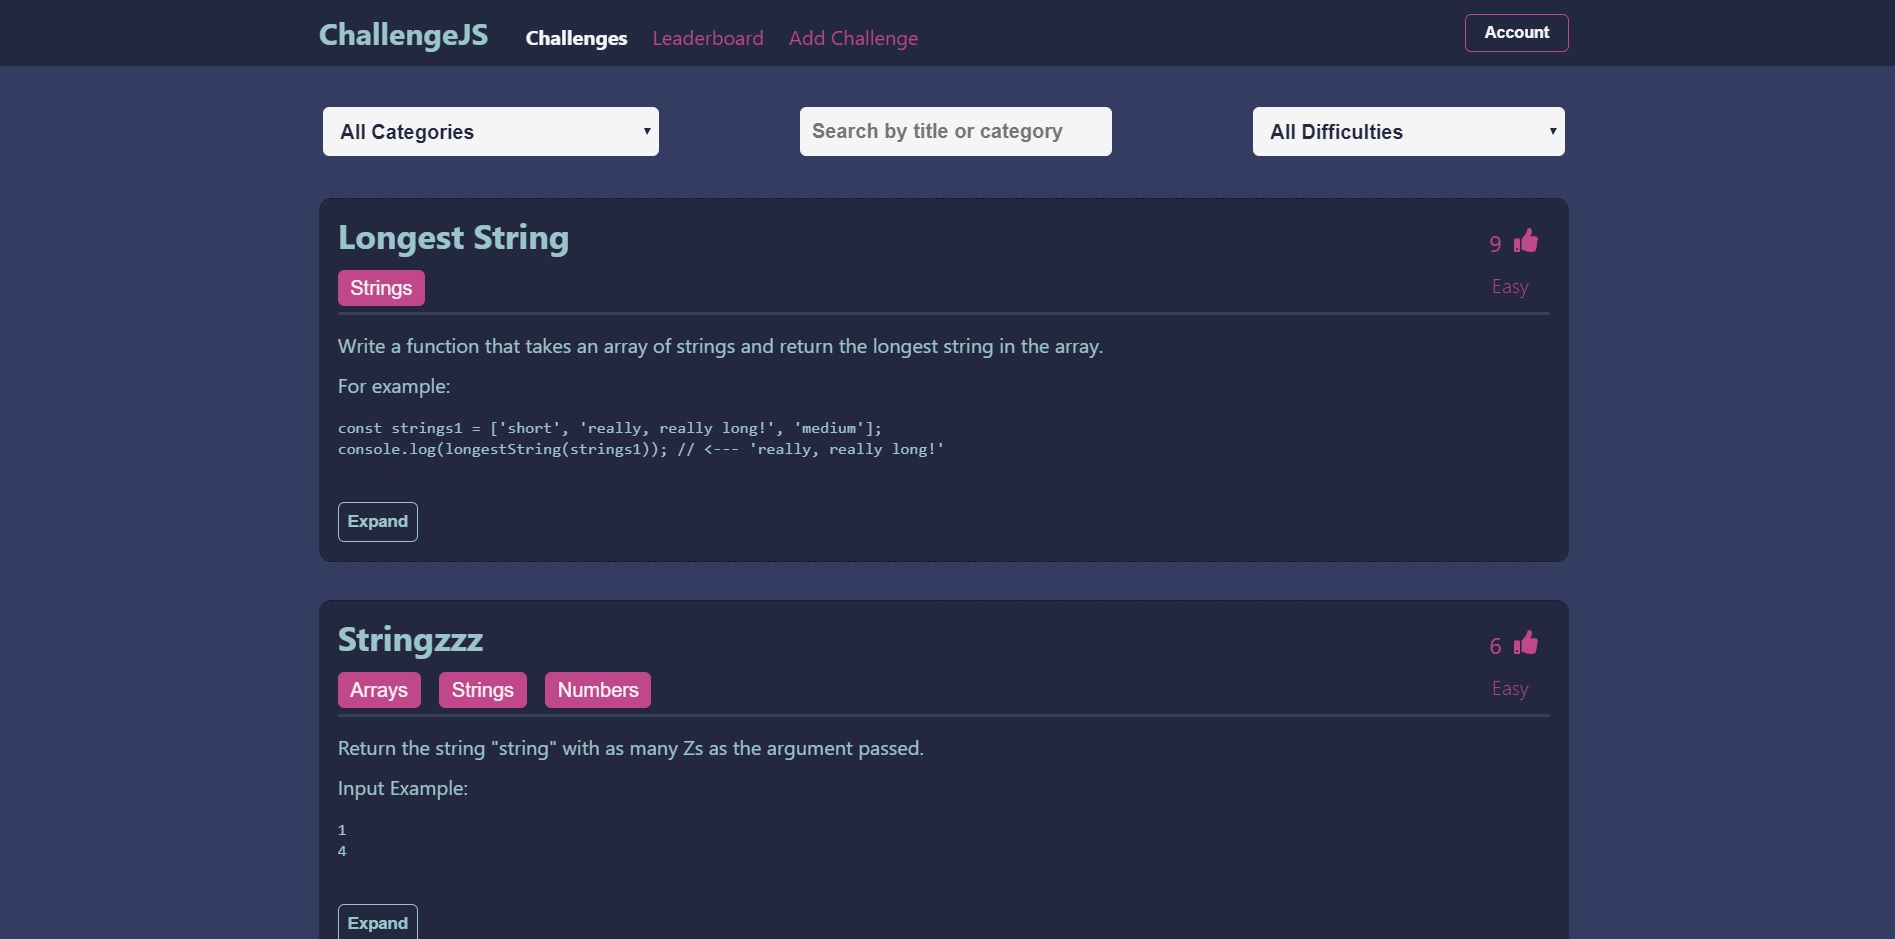 ChallengeJS Challenges Leaderboard Add Challenge Account
All Categories Search by title or category All Difficulties
Longest String 9
Strings Easy
Write a function that takes an array of strings and return the longest string in the array.
For example:
const strings1 = ['short', 'really, really long!', 'medium'];
console.log(longestString(strings1)); // <--- 'really, really long!'
Expand
Stringzzz 6
Arrays Strings Numbers Easy
Return the string "string" with as many Zs as the argument passed.
Input Example:
1
4
Expand